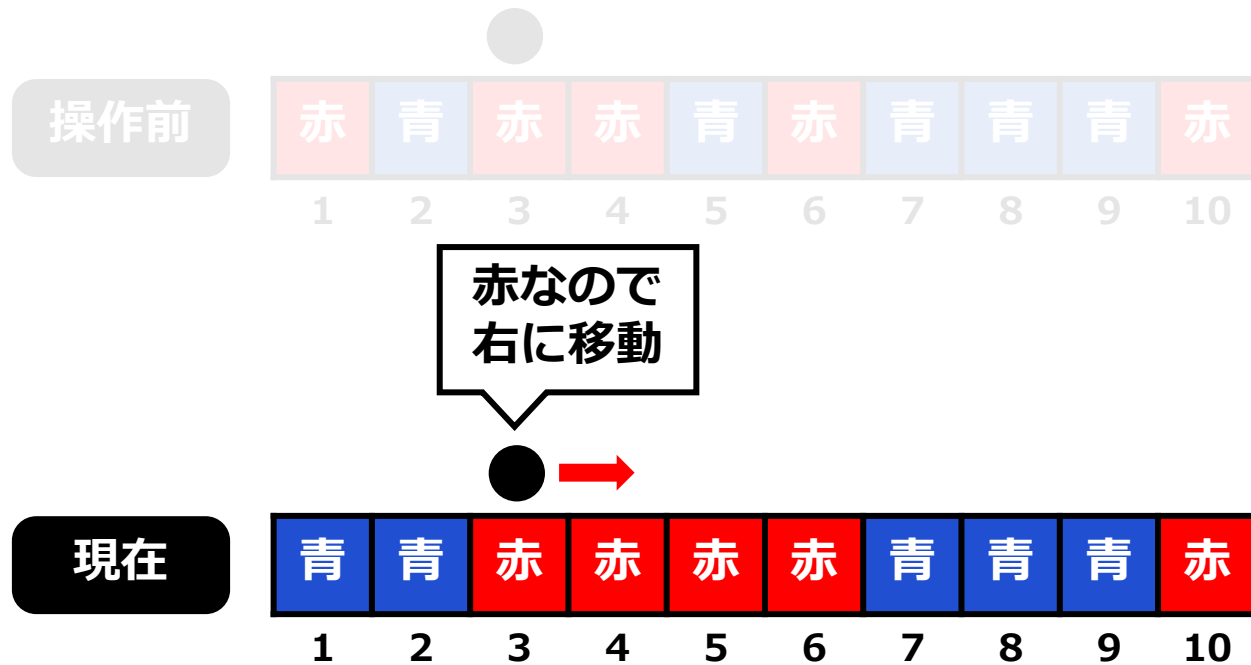 操作前 赤 青 赤 赤 青 赤 青 青 青 赤
1 2 3 4 5 6 7 8 9 10
赤なので
右に移動
現在 青 青 赤 赤 赤 赤 青 青 青 赤
1 2 3 4 5 6 7 8 9 10